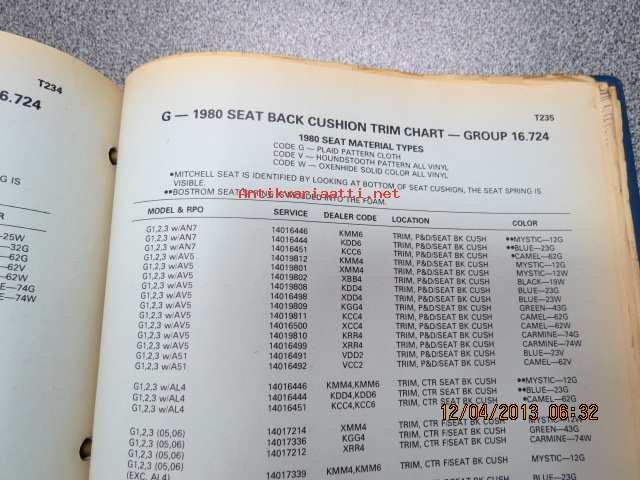 T234
16.724
NG IS
R
—25W
—32G
—62G
—62V
—62W
G—74G
E—74W
T235
G — 1980 SEAT BACK CUSHION TRIM CHART — GROUP 16.724
1980 SEAT MATERIAL TYPES
CODE G — PLAID PATTERN CLOTH
CODE V — HOUNDSTOOTH PATTERN ALL VINYL
CODE W — OXENHIDE SOLID COLOR ALL VINYL
*MITCHELL SEAT IS IDENTIFIED BY LOOKING AT BOTTOM OF SEAT CUSHION, THE SEAT SPRING IS
VISIBLE.
**BOSTROM SEAT INTO THE FOAM.
Antikvariaatti.net
MODEL & RPO SERVICE DEALER CODE LOCATION COLOR
G1,2,3 w/AN7 14016446 KMM6 TRIM, P&D/SEAT BK CUSH **MYSTIC—12G
G1,2,3 w/AN7 14016444 KDD6 TRIM, P&D/SEAT BK CUSH **BLUE—23G
G1,2,3 w/AN7 14016451 KCC6 TRIM, P&D/SEAT BK CUSH *CAMEL—62G
G1,2,3 w/AV5 14019812 KMM4 TRIM, P&D/SEAT BK CUSH MYSTIC—12G
G1,2,3 w/AV5 14019801 XMM4 TRIM, P&D/SEAT BK CUSH MYSTIC—12W
G1,2,3 w/AV5 14019802 XBB4 TRIM, P&D/SEAT BK CUSH BLACK—19W
G1,2,3 w/AV5 14019808 KDD4 TRIM, P&D/SEAT BK CUSH BLUE—23G
G1,2,3 w/AV5 14016498 XDD4 TRIM, P&D/SEAT BK CUSH BLUE—23W
G1,2,3 w/AV5 14019809 KGG4 TRIM, P&D/SEAT BK CUSH GREEN—43G
G1,2,3 w/AV5 14019811 KCC4 TRIM, P&D/SEAT BK CUSH CAMEL—62G
G1,2,3 w/AV5 14016500 XCC4 TRIM, P&D/SEAT BK CUSH CAMEL—62W
G1,2,3 w/AV5 14019810 KRR4 TRIM, P&D/SEAT BK CUSH CARMINE—74G
G1,2,3 w/AV5 14016499 XRR4 TRIM, P&D/SEAT BK CUSH CARMINE—74W
G1,2,3 w/A51 14016491 VDD2 TRIM, P&D/SEAT BK CUSH BLUE—23V
G1,2,3 w/A51 14016492 VCC2 TRIM, P&D/SEAT BK CUSH CAMEL—62V
G1,2,3 w/AL4 14016446 KMM4,KMM6 TRIM, CTR SEAT BK CUSH **MYSTIC—12G
G1,2,3 w/AL4 14016444 KDD4,KDD6 TRIM, CTR SEAT BK CUSH **BLUE—23G
G1,2,3 w/AL4 14016451 KCC4,KCC6 TRIM, CTR SEAT BK CUSH *CAMEL—62G
G1,2,3 (05,06) 14017214 XMM4 TRIM, CTR F/SEAT BK CUSH
G1,2,3 (05,06) 14017336 KGG4 TRIM, CTR F/SEAT BK CUSH GREEN—43G
G1,2,3 (05,06) 14017212 XRR4 TRIM, CTR F/SEAT BK CUSH CARMINE—74W
G1,2,3 (05,06) 14017339 KMM4,KMM6 TRIM, CTR F/SEAT BK CUSH MYSTIC—12G
(EXC. AL4) BLUE—23G
12/04/2013 06:32